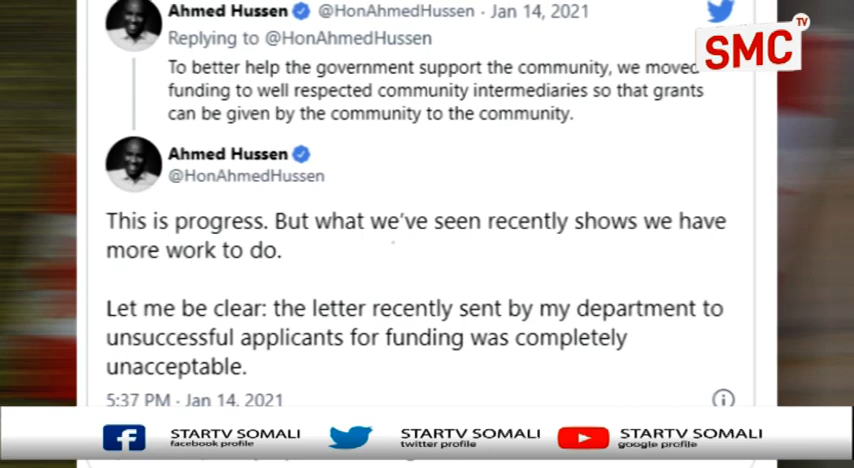 Ahmed Hussen @HonAhmedHussen · Jan 14, 2021
Replying to @HonAhmedHussen
To better help the government support the community, we moved
funding to well respected community intermediaries so that grants
can be given by the community to the community.
SMC TV
Ahmed Hussen
@HonAhmedHussen
This is progress. But what we've seen recently shows we have
more work to do.
Let me be clear: the letter recently sent by my department to
unsuccessful applicants for funding was completely
unacceptable.
5:37 PM · Jan 14, 2021
STARTV SOMALI
facebook profile
STARTV SOMALI
twitter profile
STARTV SOMALI
google profile